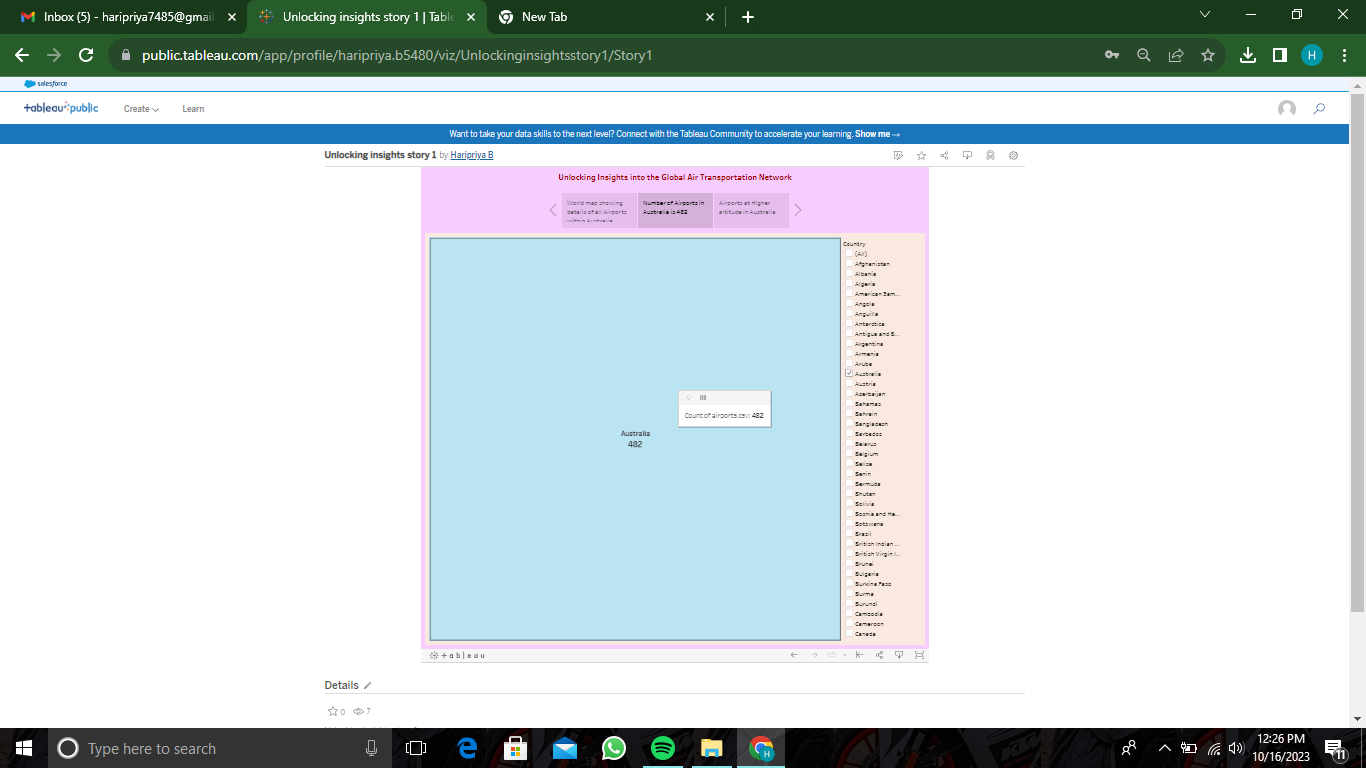 Inbox (5) - haripriya7485@gmail
Unlocking insights story 1 | Table
New Tab
public.tableau.com/app/profile/haripriya.b5480/viz/Unlockinginsightsstory1/Story1
H
salesforce
+ableau+public
Create
Learn
Want to take your data skills to the next level? Connect with the Tableau Community to accelerate your learning. Show me →
Unlocking insights story 1 by Haripriya B
Unlocking Insights into the Global Air Transportation Network
World map showing
details of all Airports
within Australia
Number of Airports in
Australia is 482
Airports at Higher
altitude in Australia
Country
(All)
Afghanistan
Albania
Algeria
American Sam...
Angola
Anguilla
Antarctica
Antigua and B...
Argentina
Armenia
Aruba
Australia
Austria
Azerbaijan
Bahamas
Bahrain
Bangladesh
Barbados
Belarus
Belgium
Belize
Benin
Bermuda
Bhutan
Bolivia
Bosnia and He...
Botswana
Brazil
British Indian ...
British Virgin I...
Brunei
Bulgaria
Burkina Faso
Burma
Burundi
Cambodia
Cameroon
Canada
Count of airports.csv: 482
Australia
482
+ableau
Details
0
7
Type here to search
H
12:26 PM
10/16/2023
11